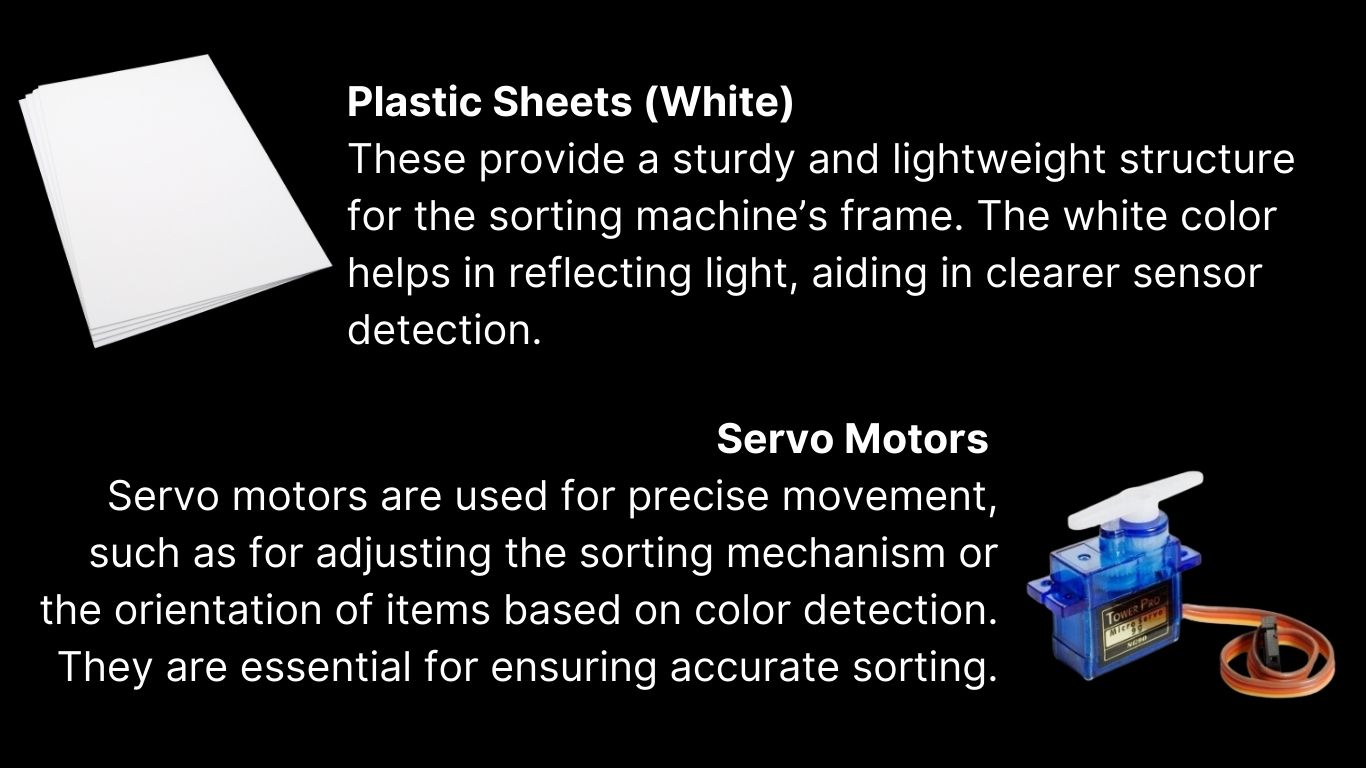 Plastic Sheets (White)
These provide a sturdy and lightweight structure
for the sorting machine’s frame. The white color
helps in reflecting light, aiding in clearer sensor
detection.
Servo Motors
Servo motors are used for precise movement,
such as for adjusting the sorting mechanism or
the orientation of items based on color detection.
They are essential for ensuring accurate sorting.
Tower Pro
Micro Servo
9g
SG90